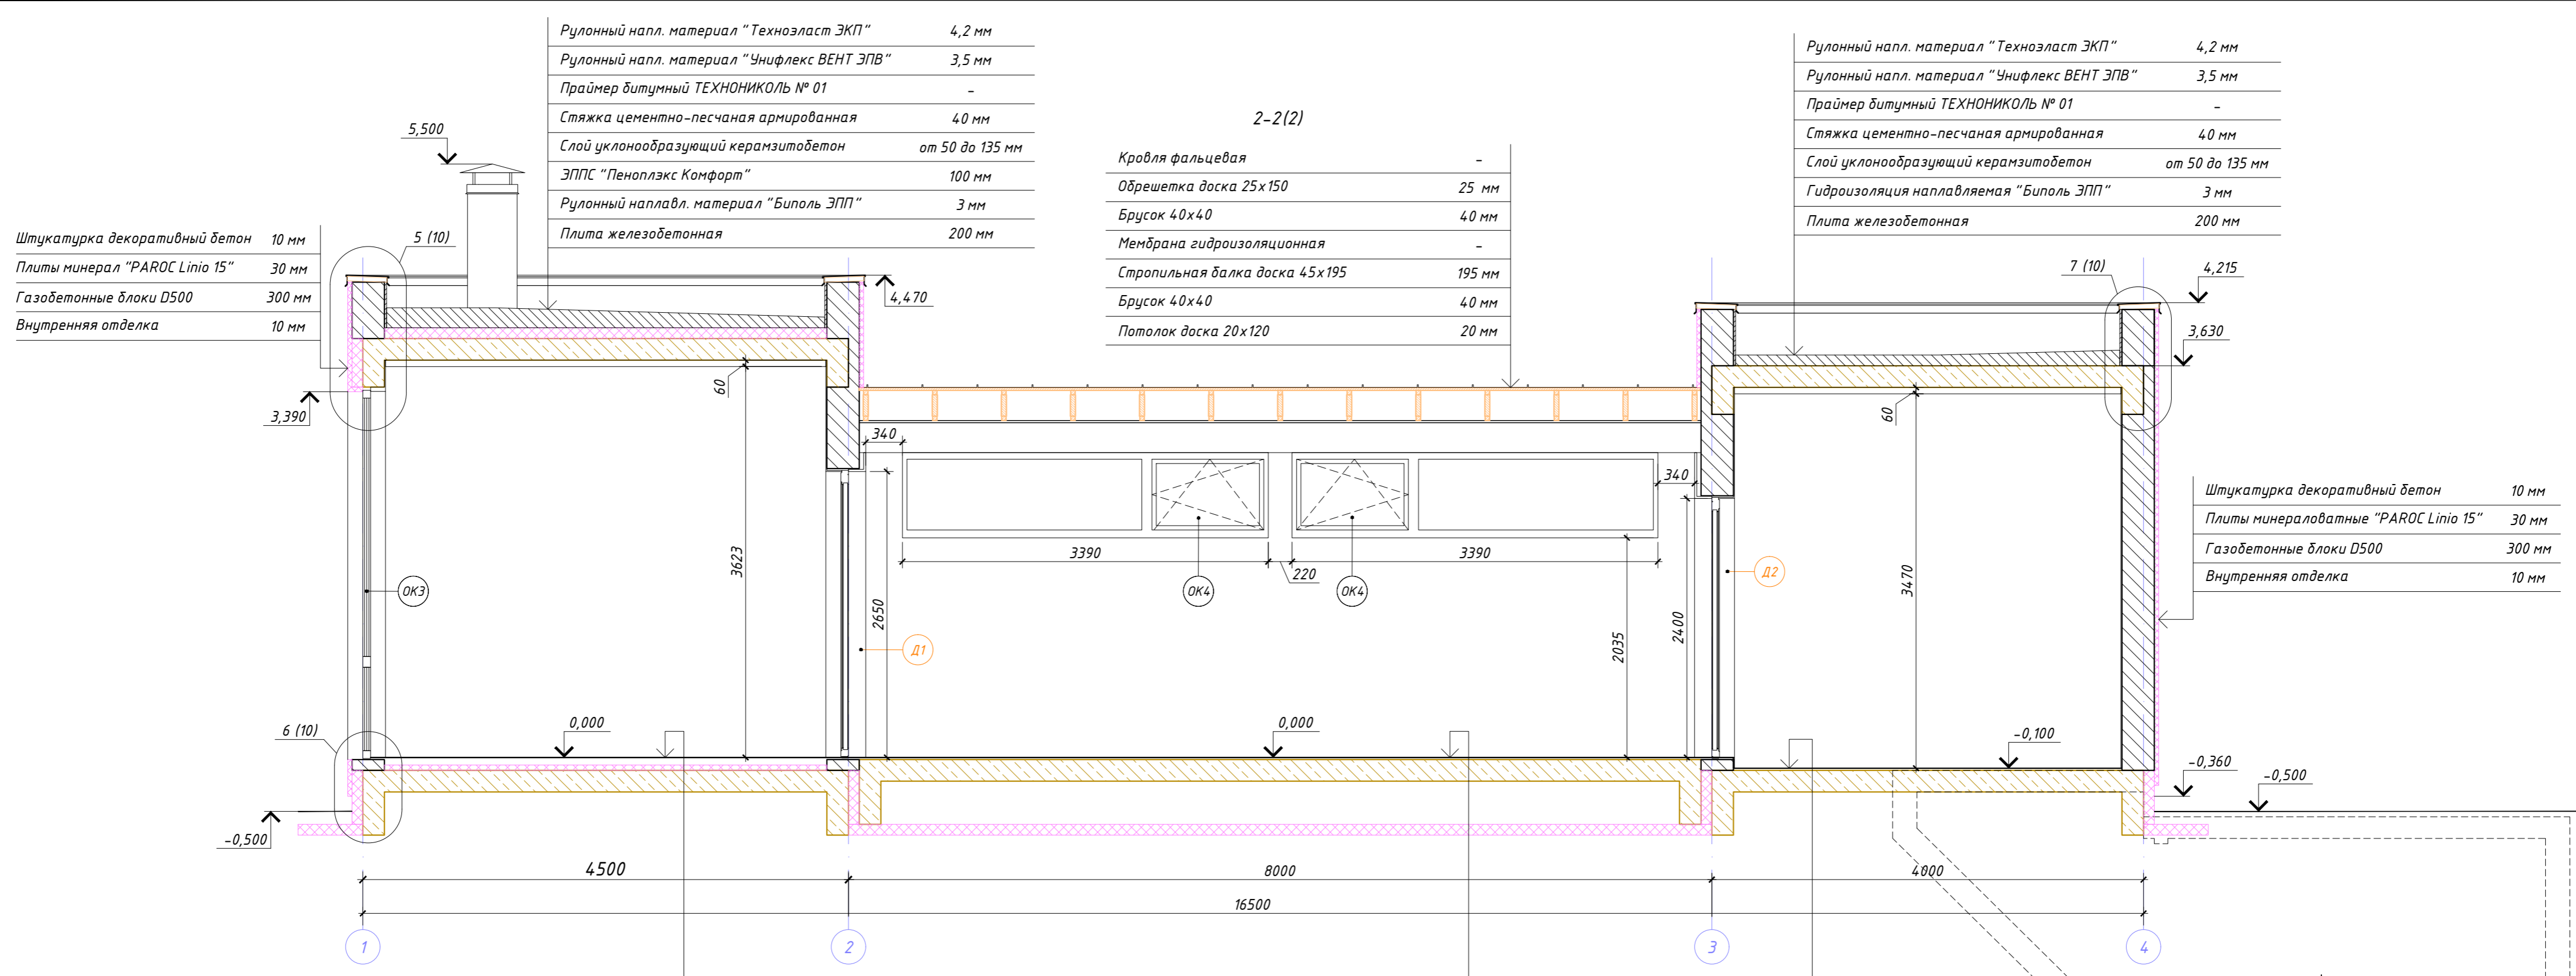 2-2(2)
Рулонный напл. материал "Техноэласт ЭКП" 4,2 мм
Рулонный напл. материал "Унифлекс ВЕНТ ЭПВ" 3,5 мм
Праймер битумный ТЕХНОНИКОЛЬ № 01 -
Стяжка цементно-песчаная армированная 40 мм
Слой уклонообразующий керамзитобетон от 50 до 135 мм
ЭППС "Пеноплэкс Комфорт" 100 мм
Рулонный наплавл. материал "Биполь ЭПП" 3 мм
Плита железобетонная 200 мм
Кровля фальцевая -
Обрешетка доска 25х150 25 мм
Брусок 40х40 40 мм
Мембрана гидроизоляционная -
Стропильная балка доска 45х195 195 мм
Брусок 40х40 40 мм
Потолок доска 20х120 20 мм
Рулонный напл. материал "Техноэласт ЭКП" 4,2 мм
Рулонный напл. материал "Унифлекс ВЕНТ ЭПВ" 3,5 мм
Праймер битумный ТЕХНОНИКОЛЬ № 01 -
Стяжка цементно-песчаная армированная 40 мм
Слой уклонообразующий керамзитобетон от 50 до 135 мм
Гидроизоляция наплавляемая "Биполь ЭПП" 3 мм
Плита железобетонная 200 мм
Штукатурка декоративный бетон 10 мм
Плиты минерал "PAROC Linio 15" 30 мм
Газобетонные блоки D500 300 мм
Внутренняя отделка 10 мм
5,500
5 (10)
4,470
7 (10)
4,215
3,630
3,390
60
60
340
340
3623
3390
220
3390
3470
ОК3
ОК4
ОК4
Д2
2650
Д1
2035
2400
Штукатурка декоративный бетон 10 мм
Плиты минераловатные "PAROC Linio 15" 30 мм
Газобетонные блоки D500 300 мм
Внутренняя отделка 10 мм
6 (10)
0,000
0,000
-0,100
-0,360
-0,500
-0,500
4500
8000
4000
16500
1
2
3
4